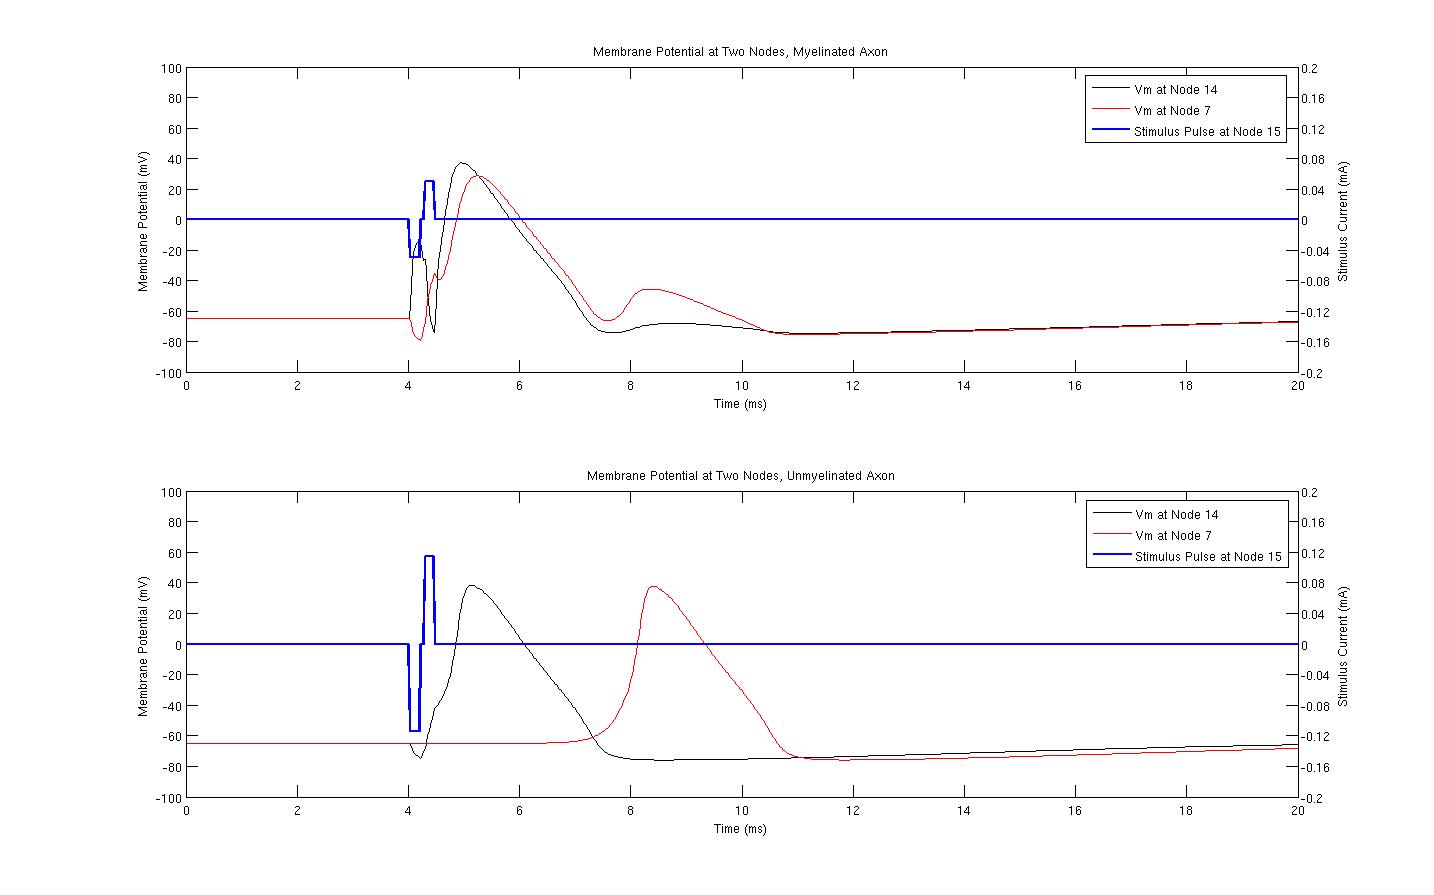 Membrane Potential at Two Nodes, Myelinated Axon
100
80
60
40
20
0
-20
-40
-60
-80
-100
Membrane Potential (mV)
0.2
0.16
0.12
0.08
0.04
0
-0.04
-0.08
-0.12
-0.16
-0.2
Stimulus Current (mA)
Vm at Node 14
Vm at Node 7
Stimulus Pulse at Node 15
0 2 4 6 8 10 12 14 16 18 20
Time (ms)
Membrane Potential at Two Nodes, Unmyelinated Axon
100
80
60
40
20
0
-20
-40
-60
-80
-100
Membrane Potential (mV)
0.2
0.16
0.12
0.08
0.04
0
-0.04
-0.08
-0.12
-0.16
-0.2
Stimulus Current (mA)
Vm at Node 14
Vm at Node 7
Stimulus Pulse at Node 15
0 2 4 6 8 10 12 14 16 18 20
Time (ms)